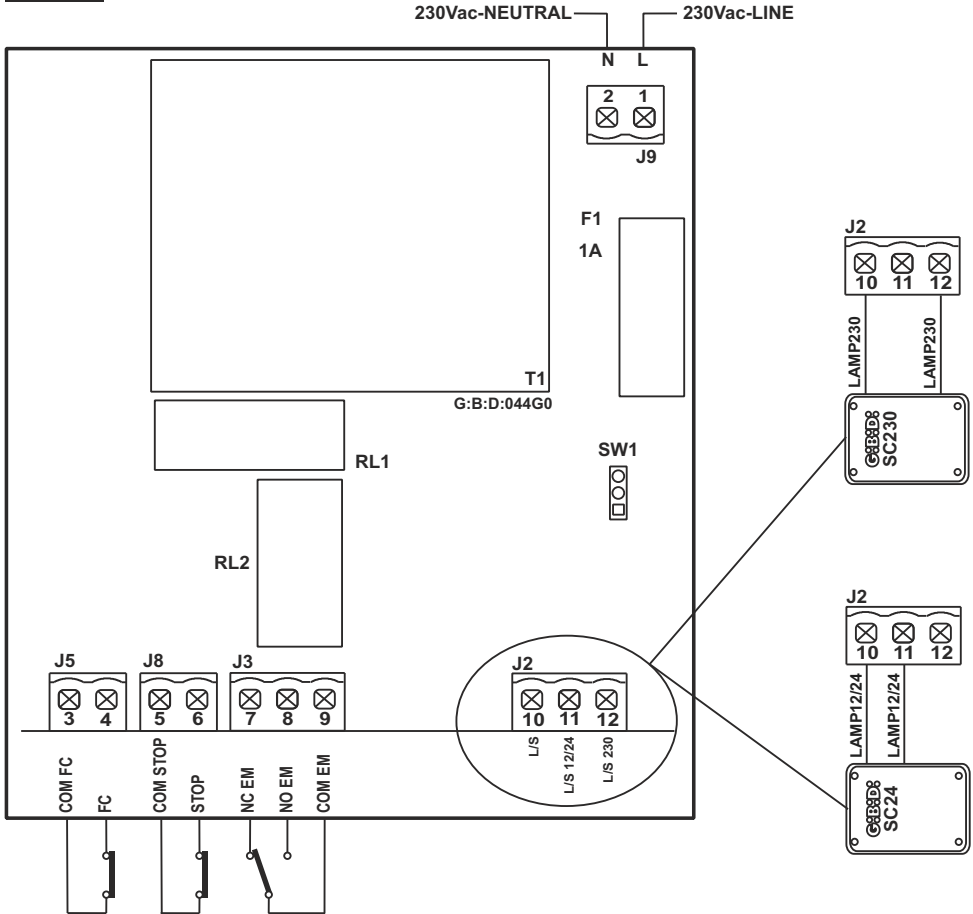 230Vac-NEUTRAL
230Vac-LINE
N L
2 1
J9
F1
1A
T1
G:B:D:044G0
RL1
SW1
RL2
J5
3 4
J8
5 6
J3
7 8 9
J2
10 11 12
L/S
L/S 12/24
L/S 230
COM FC
FC
COM STOP
STOP
NC EM
NO EM
COM EM
J2
10 11 12
LAMP230
LAMP230
G:B:D:
SC230
J2
10 11 12
LAMP12/24
LAMP12/24
G:B:D:
SC24